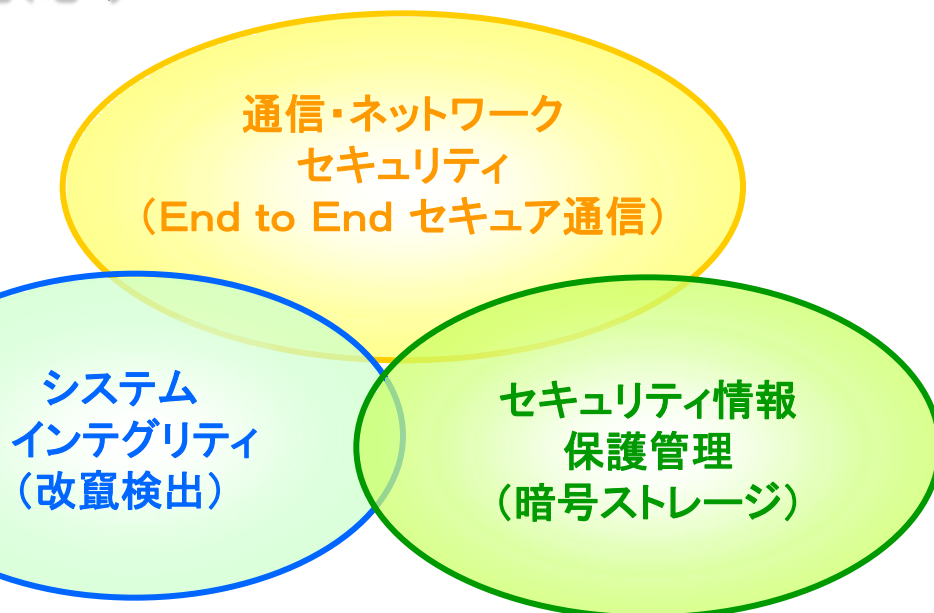 通信・ネットワーク
セキュリティ
（End to End セキュア通信）
システム
インテグリティ
（改竄検出）
セキュリティ情報
保護管理
（暗号ストレージ）